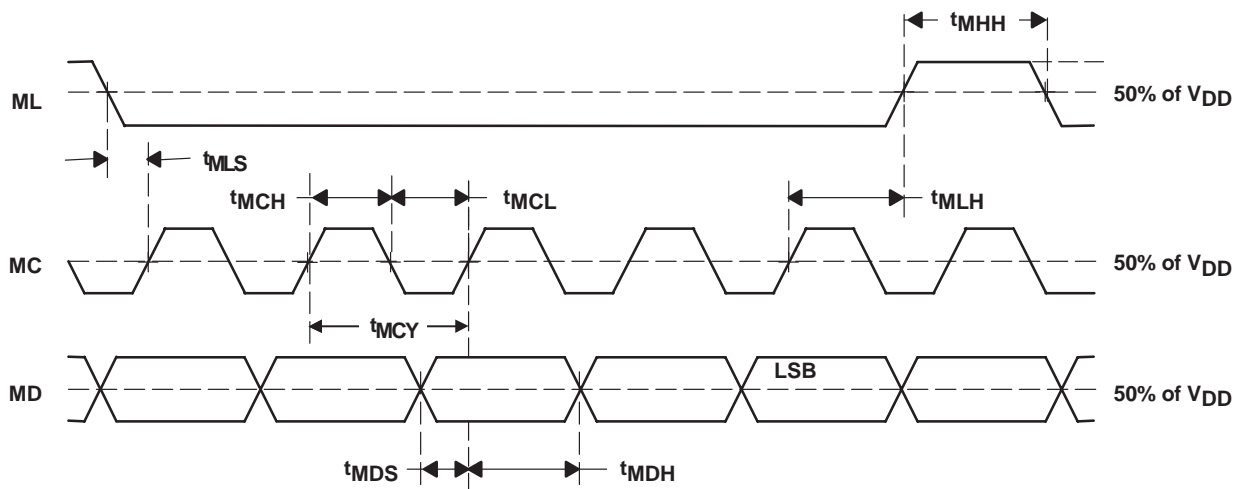 tMHH
ML
50% of VDD
tMLS
tMCH
tMCL
tMLH
MC
50% of VDD
tMCY
LSB
MD
50% of VDD
tMDS
tMDH